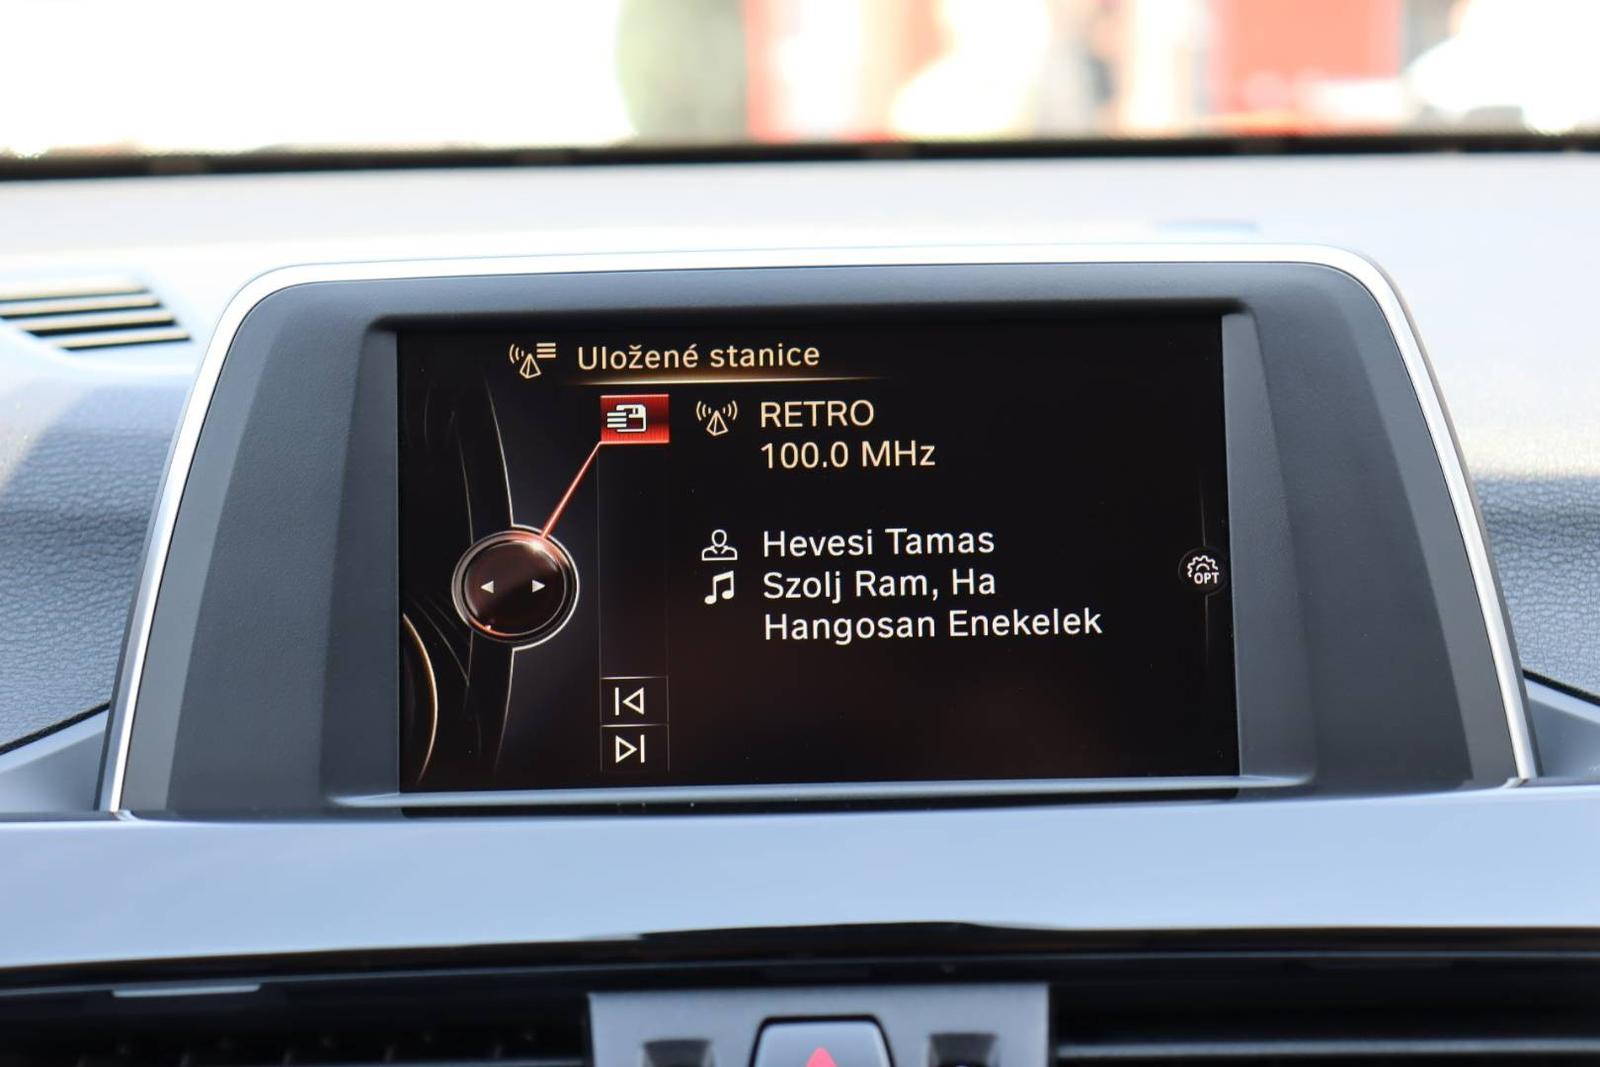 Uložené stanice
RETRO
100.0 MHz
Hevesi Tamas
Szolj Ram, Ha
Hangosan Enekelek
OPT